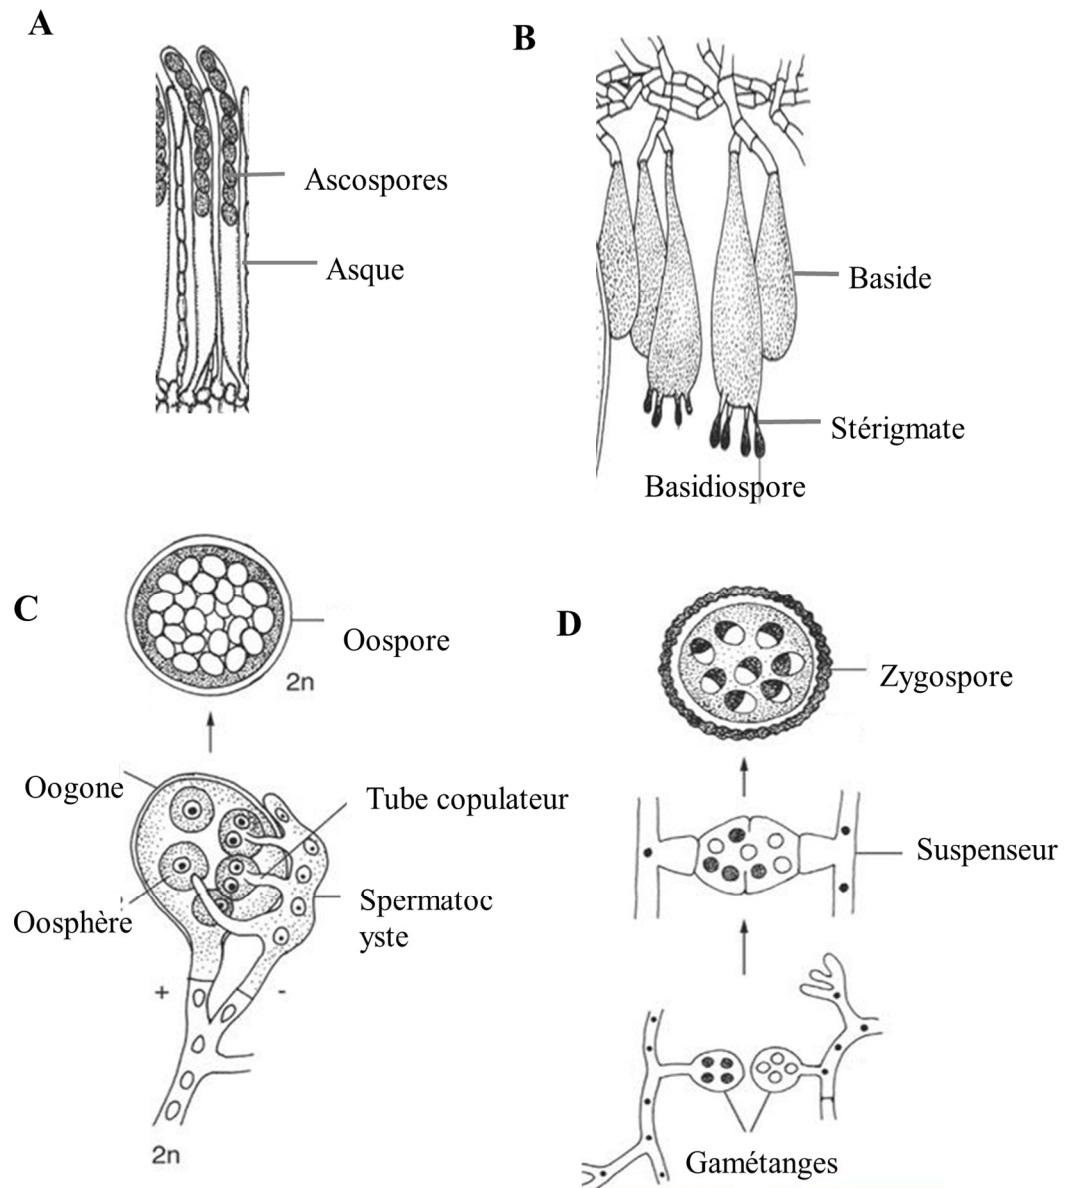 A
Ascospores
Asque
B
Baside
Stérigmate
Basidiospore
C
Oospore
2n
Oogone
Tube copulateur
Oosphère
Spermatoc
yste
+
-
2n
D
Zygospore
Suspenseur
Gamétanges